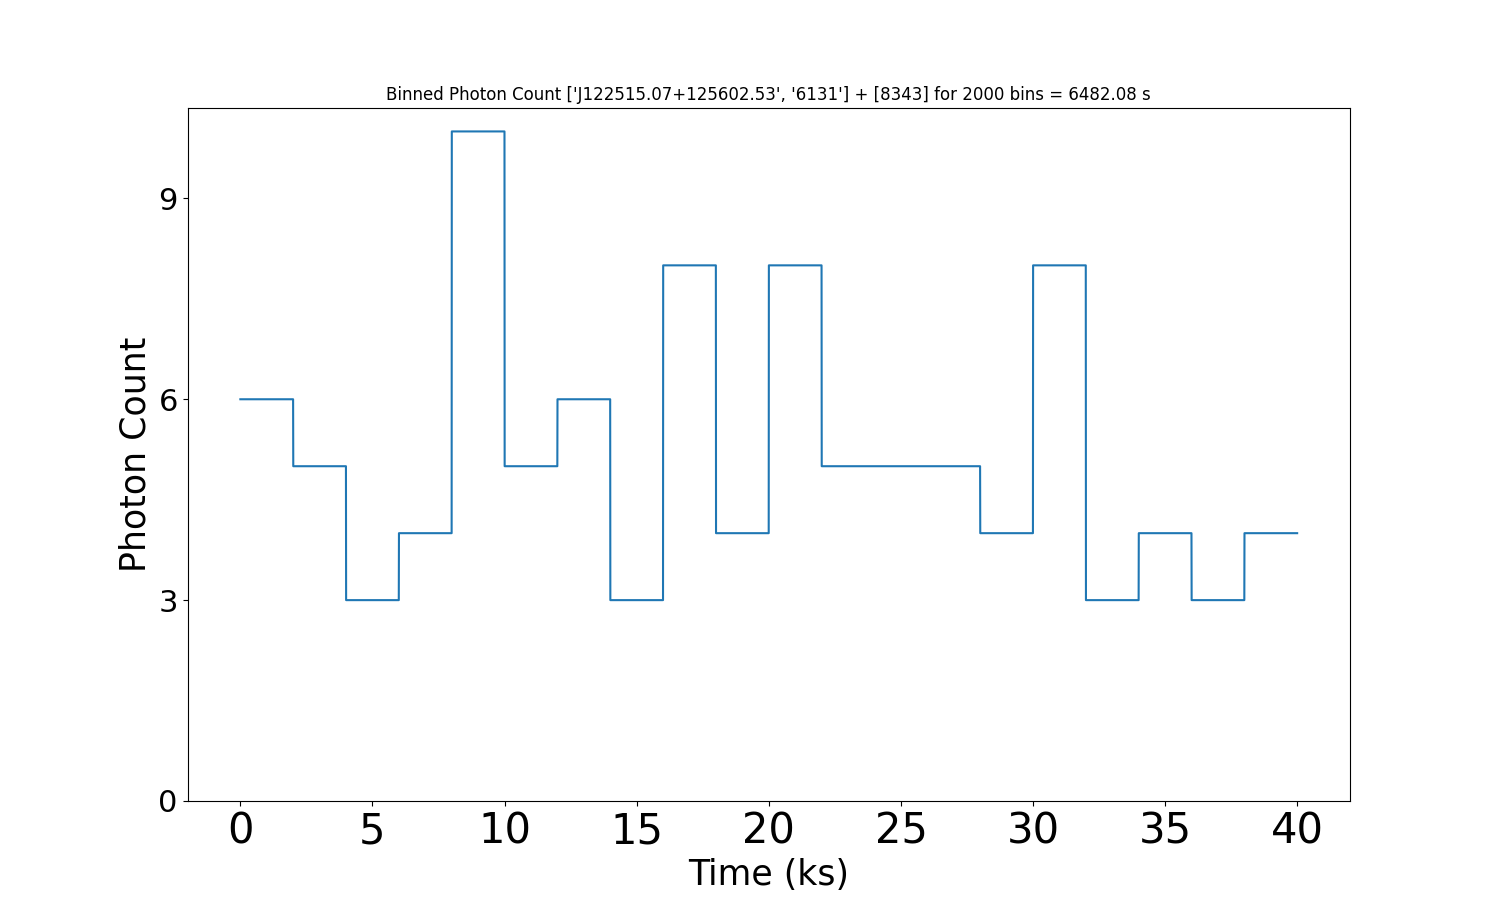 Binned Photon Count ['J122515.07+125602.53', '6131'] + [8343] for 2000 bins = 6482.08 s
9
6
3
0
Photon Count
0 5 10 15 20 25 30 35 40
Time (ks)